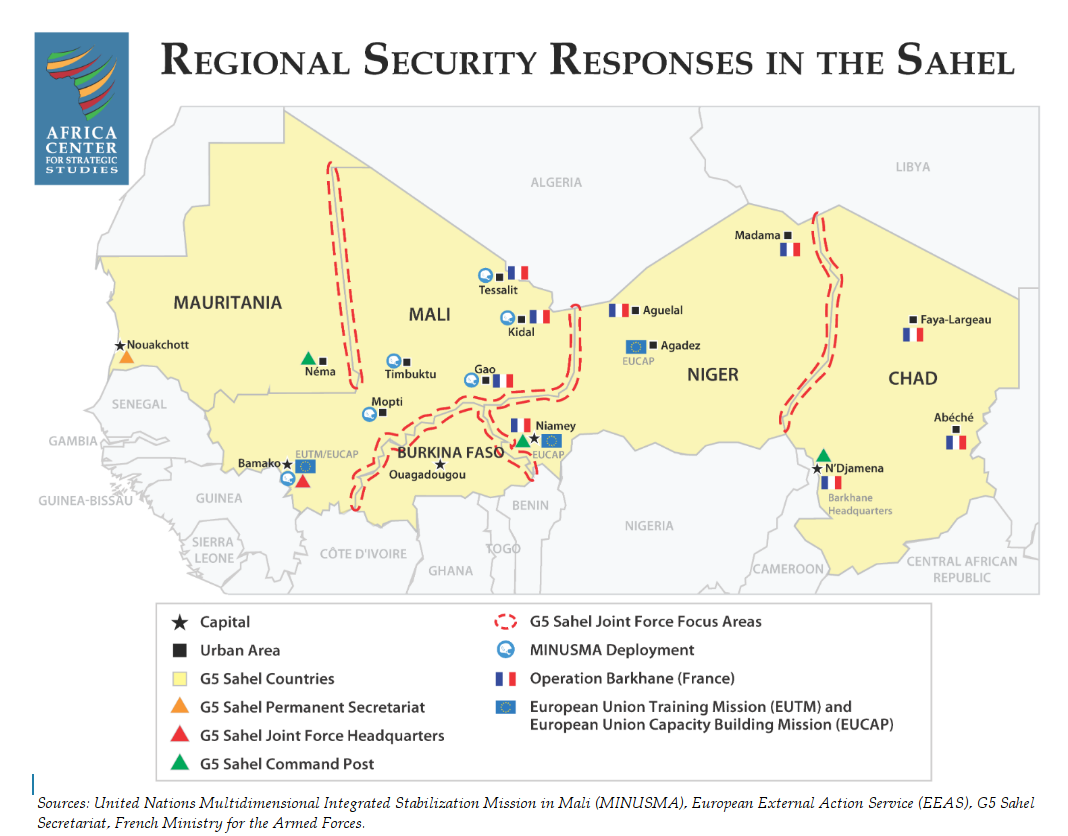 REGIONAL SECURITY RESPONSES IN THE SAHEL
AFRICA
CENTER
FOR STRATEGIC
STUDIES
ALGERIA
LIBYA
Madama
Tessalit
MAURITANIA
MALI
Kidal
Aguelal
Faya-Largeau
Nouakchott
Néma
Timbuktu
Gao
Agadez
EUCAP
NIGER
CHAD
SENEGAL
Mopti
Abéché
GAMBIA
Niamey
EUCAP
BURKINA FASO
Ouagadougou
EUTM/EUCAP
Bamako
N'Djamena
Barkhane
Headquarters
GUINEA-BISSAU
GUINEA
BENIN
NIGERIA
SIERRA
LEONE
CÔTE D'IVOIRE
TOGO
GHANA
CAMEROON
CENTRAL AFRICAN
REPUBLIC
Capital
Urban Area
G5 Sahel Countries
G5 Sahel Permanent Secretariat
G5 Sahel Joint Force Headquarters
G5 Sahel Command Post
G5 Sahel Joint Force Focus Areas
MINUSMA Deployment
Operation Barkhane (France)
European Union Training Mission (EUTM) and
European Union Capacity Building Mission (EUCAP)
Sources: United Nations Multidimensional Integrated Stabilization Mission in Mali (MINUSMA), European External Action Service (EEAS), G5 Sahel
Secretariat, French Ministry for the Armed Forces.